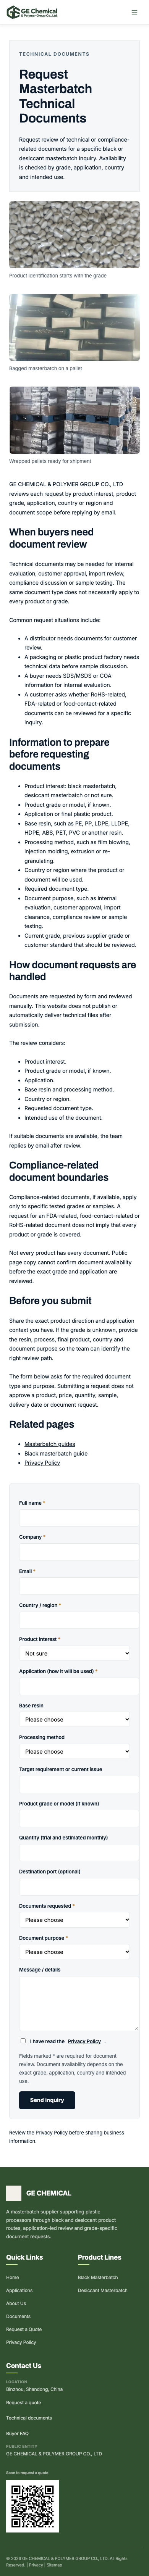 GE Chemical
& Polymer Group Co.,Ltd.
TECHNICAL DOCUMENTS
Request
Masterbatch
Technical
Documents
Request review of technical or compliance-
related documents for a specific black or
desiccant masterbatch inquiry. Availability
is checked by grade, application, country
and intended use.
Product identification starts with the grade
Bagged masterbatch on a pallet
Wrapped pallets ready for shipment
GE CHEMICAL & POLYMER GROUP CO., LTD
reviews each request by product interest, product
grade, application, country or region and
document scope before replying by email.
When buyers need
document review
Technical documents may be needed for internal
evaluation, customer approval, import review,
compliance discussion or sample testing. The
same document type does not necessarily apply to
every product or grade.
Common request situations include:
• A distributor needs documents for customer
review.
• A packaging or plastic product factory needs
technical data before sample discussion.
• A buyer needs SDS/MSDS or COA
information for internal evaluation.
• A customer asks whether RoHS-related,
FDA-related or food-contact-related
documents can be reviewed for a specific
inquiry.
Information to prepare
before requesting
documents
• Product interest: black masterbatch,
desiccant masterbatch or not sure.
• Product grade or model, if known.
• Application or final plastic product.
• Base resin, such as PE, PP, LDPE, LLDPE,
HDPE, ABS, PET, PVC or another resin.
• Processing method, such as film blowing,
injection molding, extrusion or re-
granulating.
• Country or region where the product or
document will be used.
• Required document type.
• Document purpose, such as internal
evaluation, customer approval, import
clearance, compliance review or sample
testing.
• Current grade, previous supplier grade or
customer standard that should be reviewed.
How document requests are
handled
Documents are requested by form and reviewed
manually. This website does not publish or
automatically deliver technical files after
submission.
The review considers:
• Product interest.
• Product grade or model, if known.
• Application.
• Base resin and processing method.
• Country or region.
• Requested document type.
• Intended use of the document.
If suitable documents are available, the team
replies by email after review.
Compliance-related
document boundaries
Compliance-related documents, if available, apply
only to specific tested grades or samples. A
request for an FDA-related, food-contact-related or
RoHS-related document does not imply that every
product or grade is covered.
Not every product has every document. Public
page copy cannot confirm document availability
before the exact grade and application are
reviewed.
Before you submit
Share the exact product direction and application
context you have. If the grade is unknown, provide
the resin, process, final product, country and
document purpose so the team can identify the
right review path.
The form below asks for the required document
type and purpose. Submitting a request does not
approve a product, price, quantity, sample,
delivery date or document request.
Related pages
• Masterbatch guides
• Black masterbatch guide
• Privacy Policy
Full name *
Company *
Email *
Country / region *
Product interest *
Not sure
Application (how it will be used) *
Base resin
Please choose
Processing method
Please choose
Target requirement or current issue
Product grade or model (if known)
Quantity (trial and estimated monthly)
Destination port (optional)
Documents requested *
Please choose
Document purpose *
Please choose
Message / details
I have read the Privacy Policy .
Fields marked * are required for document
review. Document availability depends on the
exact grade, application, country and intended
use.
Send inquiry
Review the Privacy Policy before sharing business
information.
GE CHEMICAL
A masterbatch supplier supporting plastic
processors through black and desiccant product
routes, application-led review and grade-specific
document requests.
Quick Links
Home
Applications
About Us
Documents
Request a Quote
Privacy Policy
Product Lines
Black Masterbatch
Desiccant Masterbatch
Contact Us
LOCATION
Binzhou, Shandong, China
Request a quote
Technical documents
Buyer FAQ
PUBLIC ENTITY
GE CHEMICAL & POLYMER GROUP CO., LTD
Scan to request a quote
© 2026 GE CHEMICAL & POLYMER GROUP CO., LTD. All Rights
Reserved. | Privacy | Sitemap